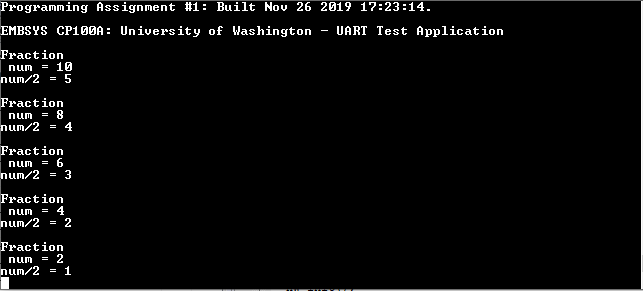 Programming Assignment #1: Built Nov 26 2019 17:23:14.
EMBSYS CP100A: University of Washington - UART Test Application
Fraction
 num = 10
num/2 = 5
Fraction
 num = 8
num/2 = 4
Fraction
 num = 6
num/2 = 3
Fraction
 num = 4
num/2 = 2
Fraction
 num = 2
num/2 = 1